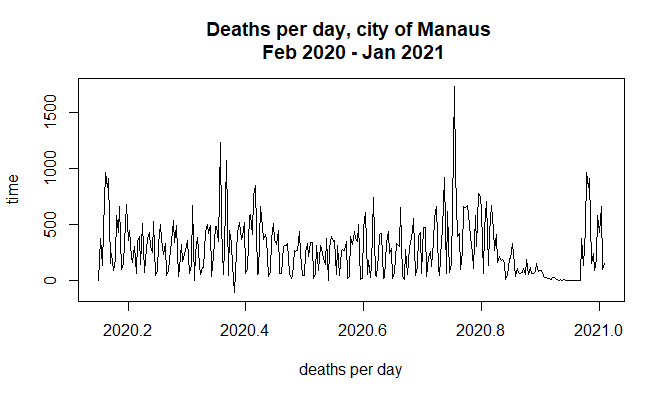 Deaths per day, city of Manaus
Feb 2020 - Jan 2021
time
1500
1000
500
0
2020.2 2020.4 2020.6 2020.8 2021.0
deaths per day